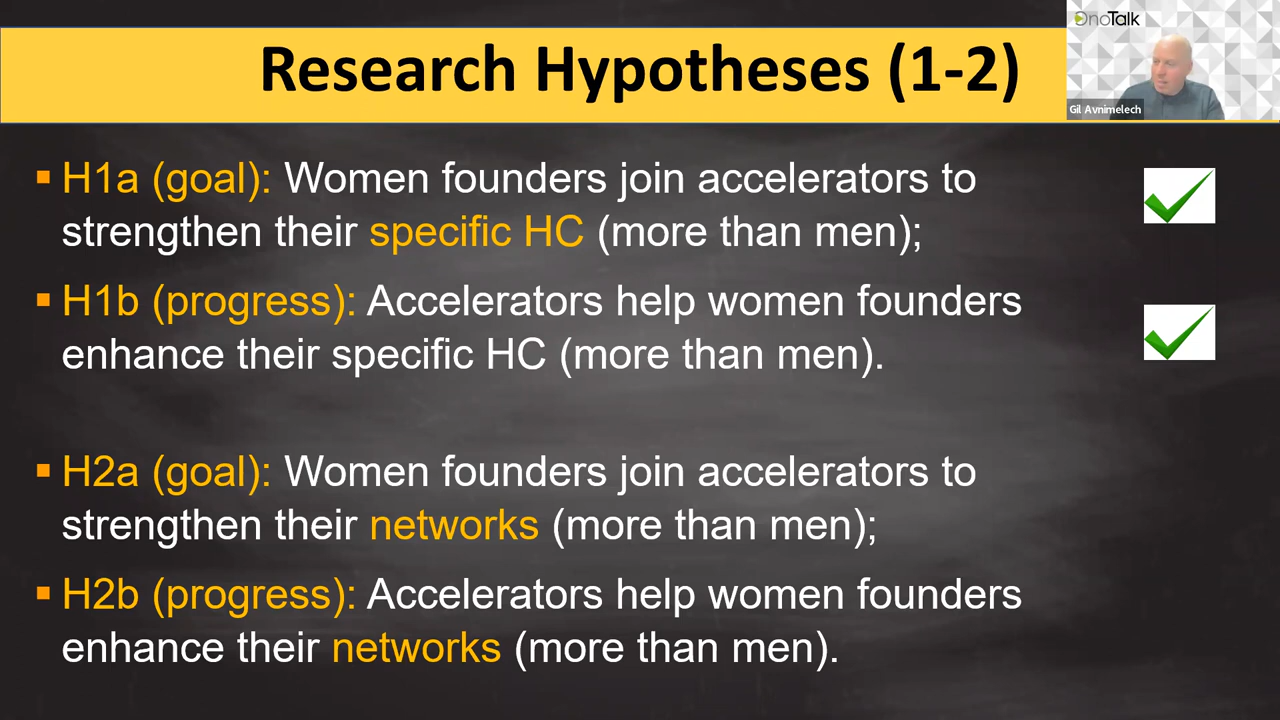 Research Hypotheses (1-2)
OnoTalk
Gil Avnimelech
▪ H1a (goal): Women founders join accelerators to
strengthen their specific HC (more than men);
▪ H1b (progress): Accelerators help women founders
enhance their specific HC (more than men).
▪ H2a (goal): Women founders join accelerators to
strengthen their networks (more than men);
▪ H2b (progress): Accelerators help women founders
enhance their networks (more than men).